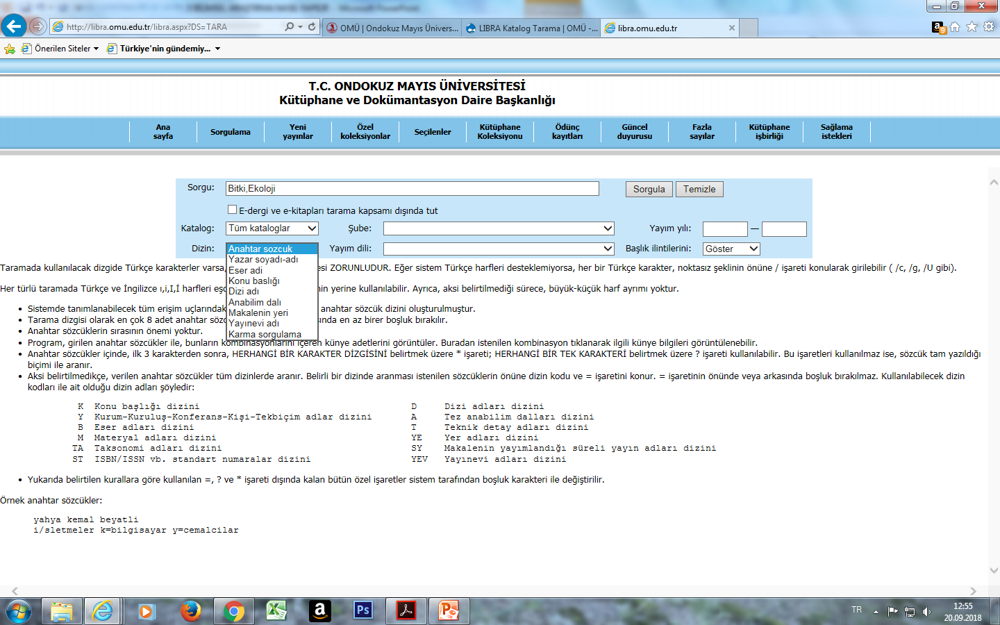 http://libra.omu.edu.tr/libra.aspx?DS=TARA
OMÜ | Ondokuz Mayıs Ünivers...
LIBRA Katalog Tarama | OMÜ -...
libra.omu.edu.tr
Önerilen Siteler
Türkiye'nin gündemiy...
T.C. ONDOKUZ MAYIS ÜNİVERSİTESİ
Kütüphane ve Dokümantasyon Daire Başkanlığı
Ana sayfa
Sorgulama
Yeni yayınlar
Özel koleksiyonlar
Seçilenler
Kütüphane Koleksiyonu
Ödünç kayıtları
Güncel duyurusu
Fazla sayılar
Kütüphane işbirliği
Sağlama istekleri
Sorgu: Bitki,Ekoloji Sorgula Temizle
E-dergi ve e-kitapları tarama kapsamı dışında tut
Katalog: Tüm kataloglar Şube: Yayım yılı: —
Dizin: Yayım dili: Başlık ilintilerini: Göster
Anahtar sozcuk
Yazar soyadı-adı
Eser adi
Konu baslığı
Dizi adı
Anabilim dalı
Makalenin yeri
Yayınevi adı
Karma sorgulama
Taramada kullanılacak dizgide Türkçe karakterler varsa, esi ZORUNLUDUR. Eğer sistem Türkçe harfleri desteklemiyorsa, her bir Türkçe karakter, noktasız şeklinin önüne / işareti konularak girilebilir ( /c, /g, /U gibi).
Her türlü taramada Türkçe ve İngilizce ı,i,I,İ harfleri eşd nin yerine kullanılabilir. Ayrıca, aksi belirtilmediği sürece, büyük-küçük harf ayrımı yoktur.
• Sistemde tanımlanabilecek tüm erişim uçlarındak anahtar sözcük dizini oluşturulmuştur.
• Tarama dizgisi olarak en çok 8 adet anahtar sözc sında en az birer boşluk bırakılır.
• Anahtar sözcüklerin sırasının önemi yoktur.
• Program, girilen anahtar sözcükler ile, bunların kombinasyonlarını içeren künye adetlerini görüntüler. Buradan istenilen kombinasyon tıklanarak ilgili künye bilgileri görüntülenebilir.
• Anahtar sözcükler içinde, ilk 3 karakterden sonra, HERHANGİ BİR KARAKTER DİZGİSİNİ belirtmek üzere * işareti; HERHANGİ BİR TEK KARAKTERİ belirtmek üzere ? işareti kullanılabilir. Bu işaretleri kullanılmaz ise, sözcük tam yazıldığı
biçimi ile aranır.
• Aksi belirtilmedikçe, verilen anahtar sözcükler tüm dizinlerde aranır. Belirli bir dizinde aranması istenilen sözcüklerin önüne dizin kodu ve = işaretini konur. = işaretinin önünde veya arkasında boşluk bırakılmaz. Kullanılabilecek dizin
kodları ile ait olduğu dizin adları şöyledir:
K Konu başlığı dizini D Dizi adları dizini
Y Kurum-Kuruluş-Konferans-Kişi-Tekbiçim adlar dizini A Tez anabilim dalları dizini
B Eser adları dizini T Teknik detay adları dizini
M Materyal adları dizini YE Yer adları dizini
TA Taksonomi adları dizini SY Makalenin yayımlandığı süreli yayın adları dizini
ST ISBN/ISSN vb. standart numaralar dizini YEV Yayınevi adları dizini
• Yukarıda belirtilen kurallara göre kullanılan =, ? ve * işareti dışında kalan bütün özel işaretler sistem tarafından boşluk karakteri ile değiştirilir.
Örnek anahtar sözcükler:
yahya kemal beyatli
i/sletmeler k=bilgisayar y=cemalcilar
TR
12:55
20.09.2018